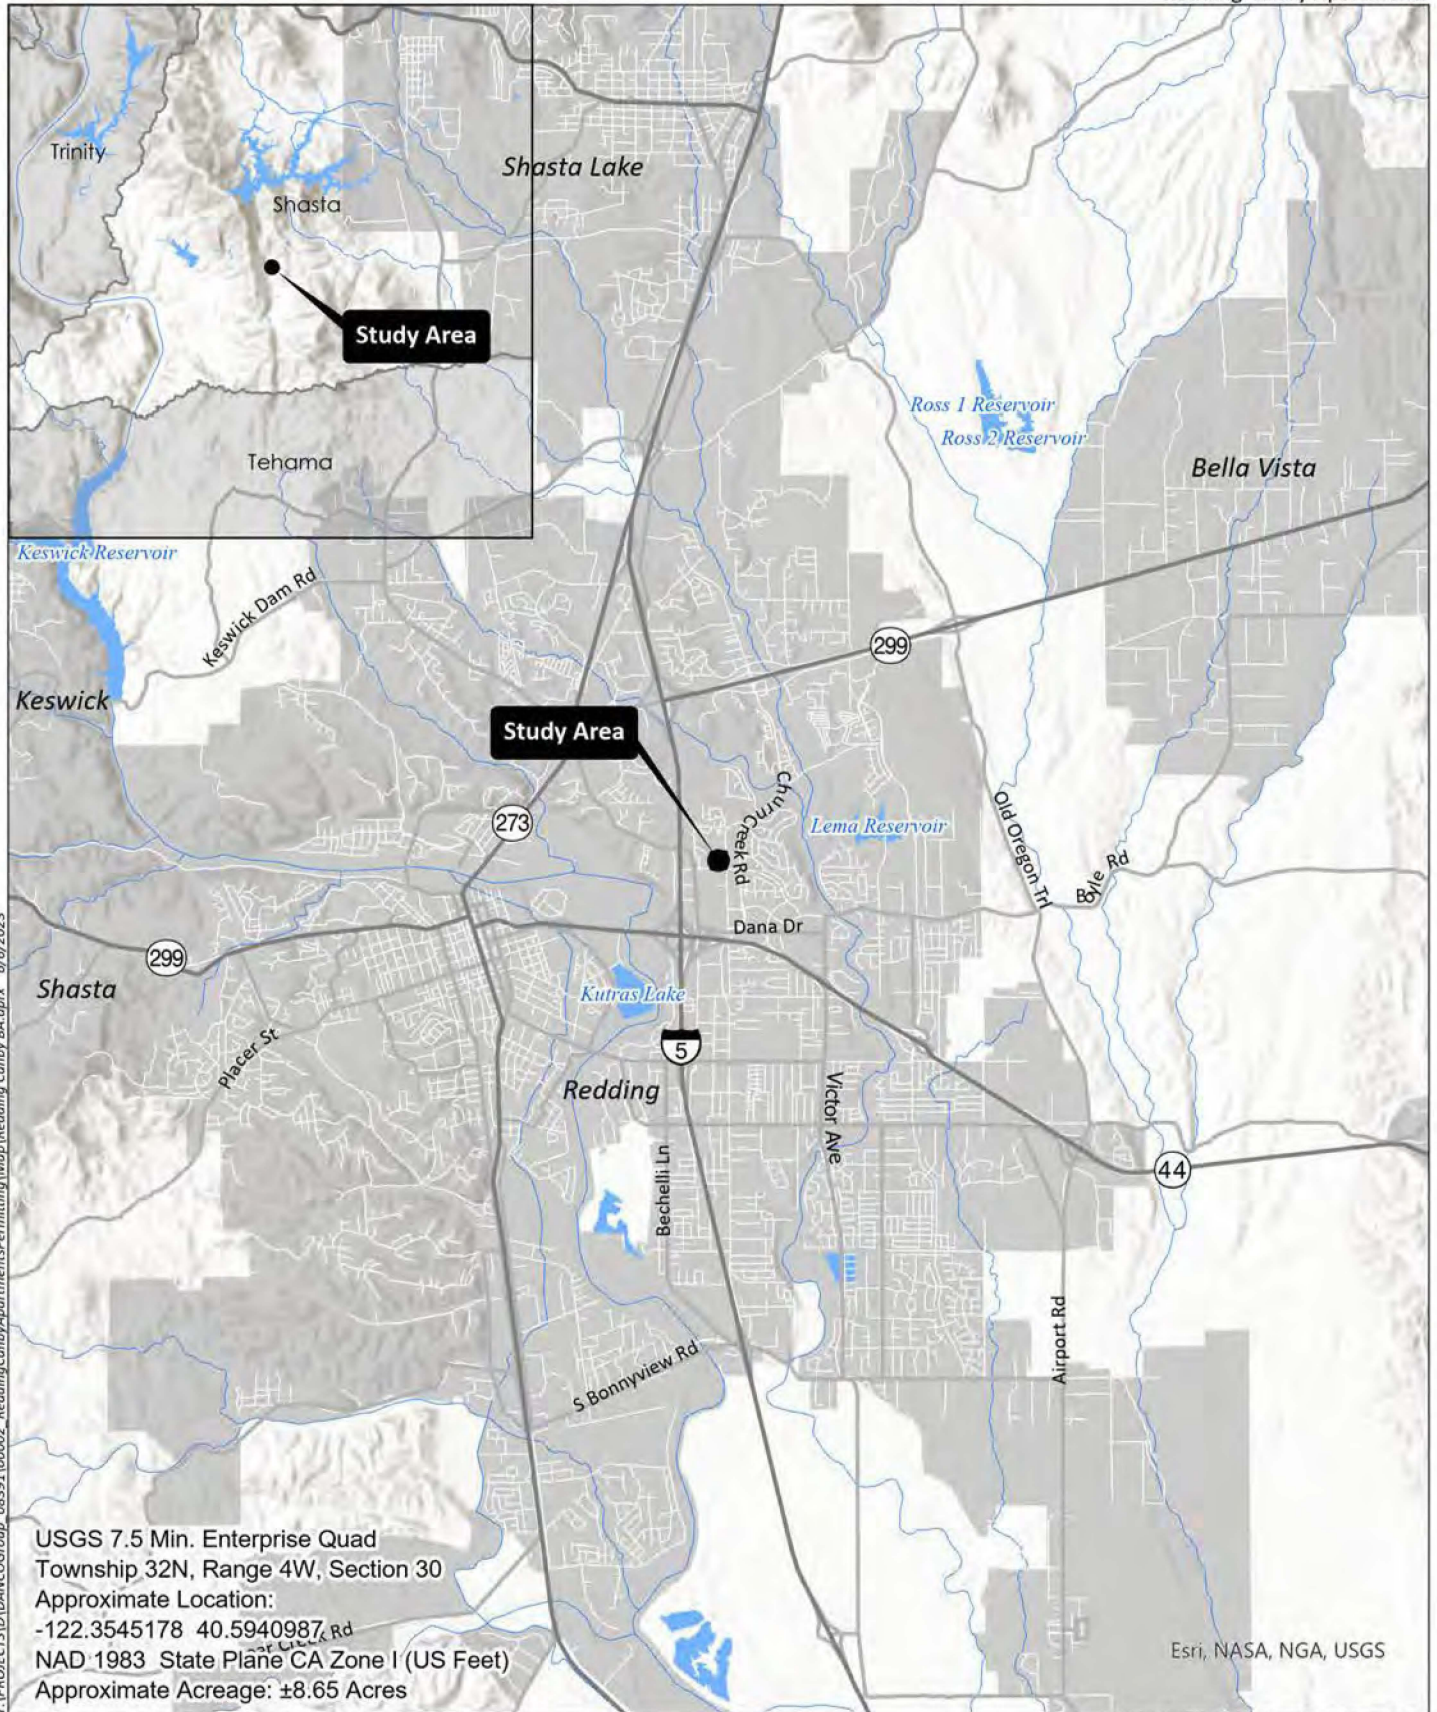 Trinity
Shasta
Study Area
Tehama
Shasta Lake
Ross 1 Reservoir
Ross 2 Reservoir
Bella Vista
Keswick Reservoir
Keswick Dam Rd
299
Keswick
Study Area
Churn Creek Rd
273
Lema Reservoir
Old Oregon Trl
Boyle Rd
Dana Dr
299
Shasta
Kutras Lake
Placer St
5
Redding
Victor Ave
Bechelli Ln
44
Airport Rd
S Bonnyview Rd
USGS 7.5 Min. Enterprise Quad
Township 32N, Range 4W, Section 30
Approximate Location:
-122.3545178 40.5940987
Creek Rd
NAD 1983 State Plane CA Zone I (US Feet)
Approximate Acreage: ±8.65 Acres
Esri, NASA, NGA, USGS